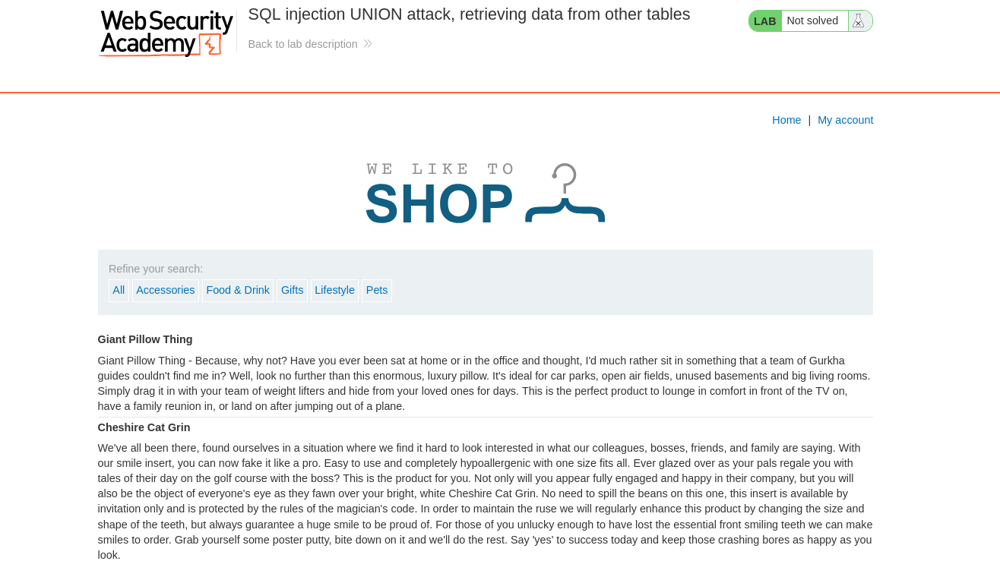 Web Security
Academy
SQL injection UNION attack, retrieving data from other tables
Back to lab description
LAB Not solved
Home | My account
WE LIKE TO
SHOP
Refine your search:
All Accessories Food & Drink Gifts Lifestyle Pets
Giant Pillow Thing
Giant Pillow Thing - Because, why not? Have you ever been sat at home or in the office and thought, I'd much rather sit in something that a team of Gurkha
guides couldn't find me in? Well, look no further than this enormous, luxury pillow. It's ideal for car parks, open air fields, unused basements and big living rooms.
Simply drag it in with your team of weight lifters and hide from your loved ones for days. This is the perfect product to lounge in comfort in front of the TV on,
have a family reunion in, or land on after jumping out of a plane.
Cheshire Cat Grin
We've all been there, found ourselves in a situation where we find it hard to look interested in what our colleagues, bosses, friends, and family are saying. With
our smile insert, you can now fake it like a pro. Easy to use and completely hypoallergenic with one size fits all. Ever glazed over as your pals regale you with
tales of their day on the golf course with the boss? This is the product for you. Not only will you appear fully engaged and happy in their company, but you will
also be the object of everyone's eye as they fawn over your bright, white Cheshire Cat Grin. No need to spill the beans on this one, this insert is available by
invitation only and is protected by the rules of the magician's code. In order to maintain the ruse we will regularly enhance this product by changing the size and
shape of the teeth, but always guarantee a huge smile to be proud of. For those of you unlucky enough to have lost the essential front smiling teeth we can make
smiles to order. Grab yourself some poster putty, bite down on it and we'll do the rest. Say 'yes' to success today and keep those crashing bores as happy as you
look.